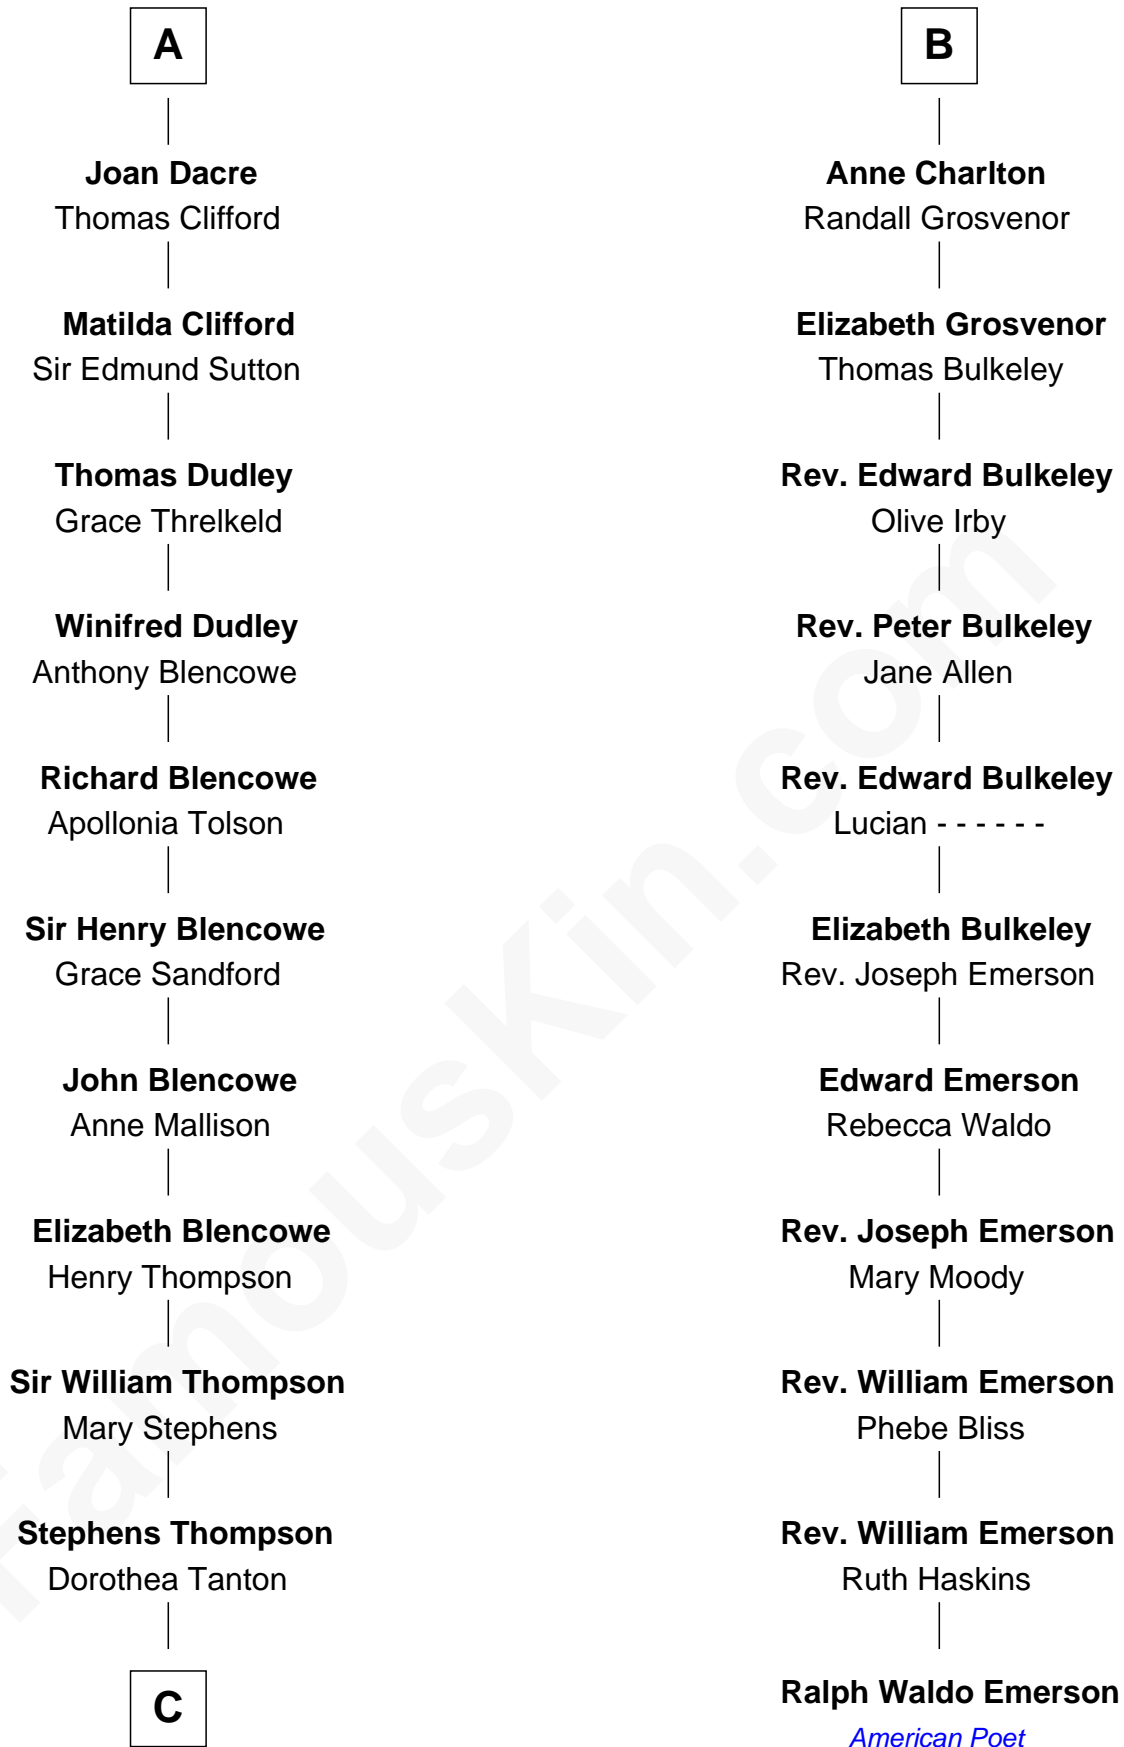 A
Joan Dacre
Thomas Clifford
Matilda Clifford
Sir Edmund Sutton
Thomas Dudley
Grace Threlkeld
Winifred Dudley
Anthony Blencowe
Richard Blencowe
Apollonia Tolson
Sir Henry Blencowe
Grace Sandford
John Blencowe
Anne Mallison
Elizabeth Blencowe
Henry Thompson
Sir William Thompson
Mary Stephens
Stephens Thompson
Dorothea Tanton
C
B
Anne Charlton
Randall Grosvenor
Elizabeth Grosvenor
Thomas Bulkeley
Rev. Edward Bulkeley
Olive Irby
Rev. Peter Bulkeley
Jane Allen
Rev. Edward Bulkeley
Lucian - - - - - -
Elizabeth Bulkeley
Rev. Joseph Emerson
Edward Emerson
Rebecca Waldo
Rev. Joseph Emerson
Mary Moody
Rev. William Emerson
Phebe Bliss
Rev. William Emerson
Ruth Haskins
Ralph Waldo Emerson
American Poet
FamousKin.com